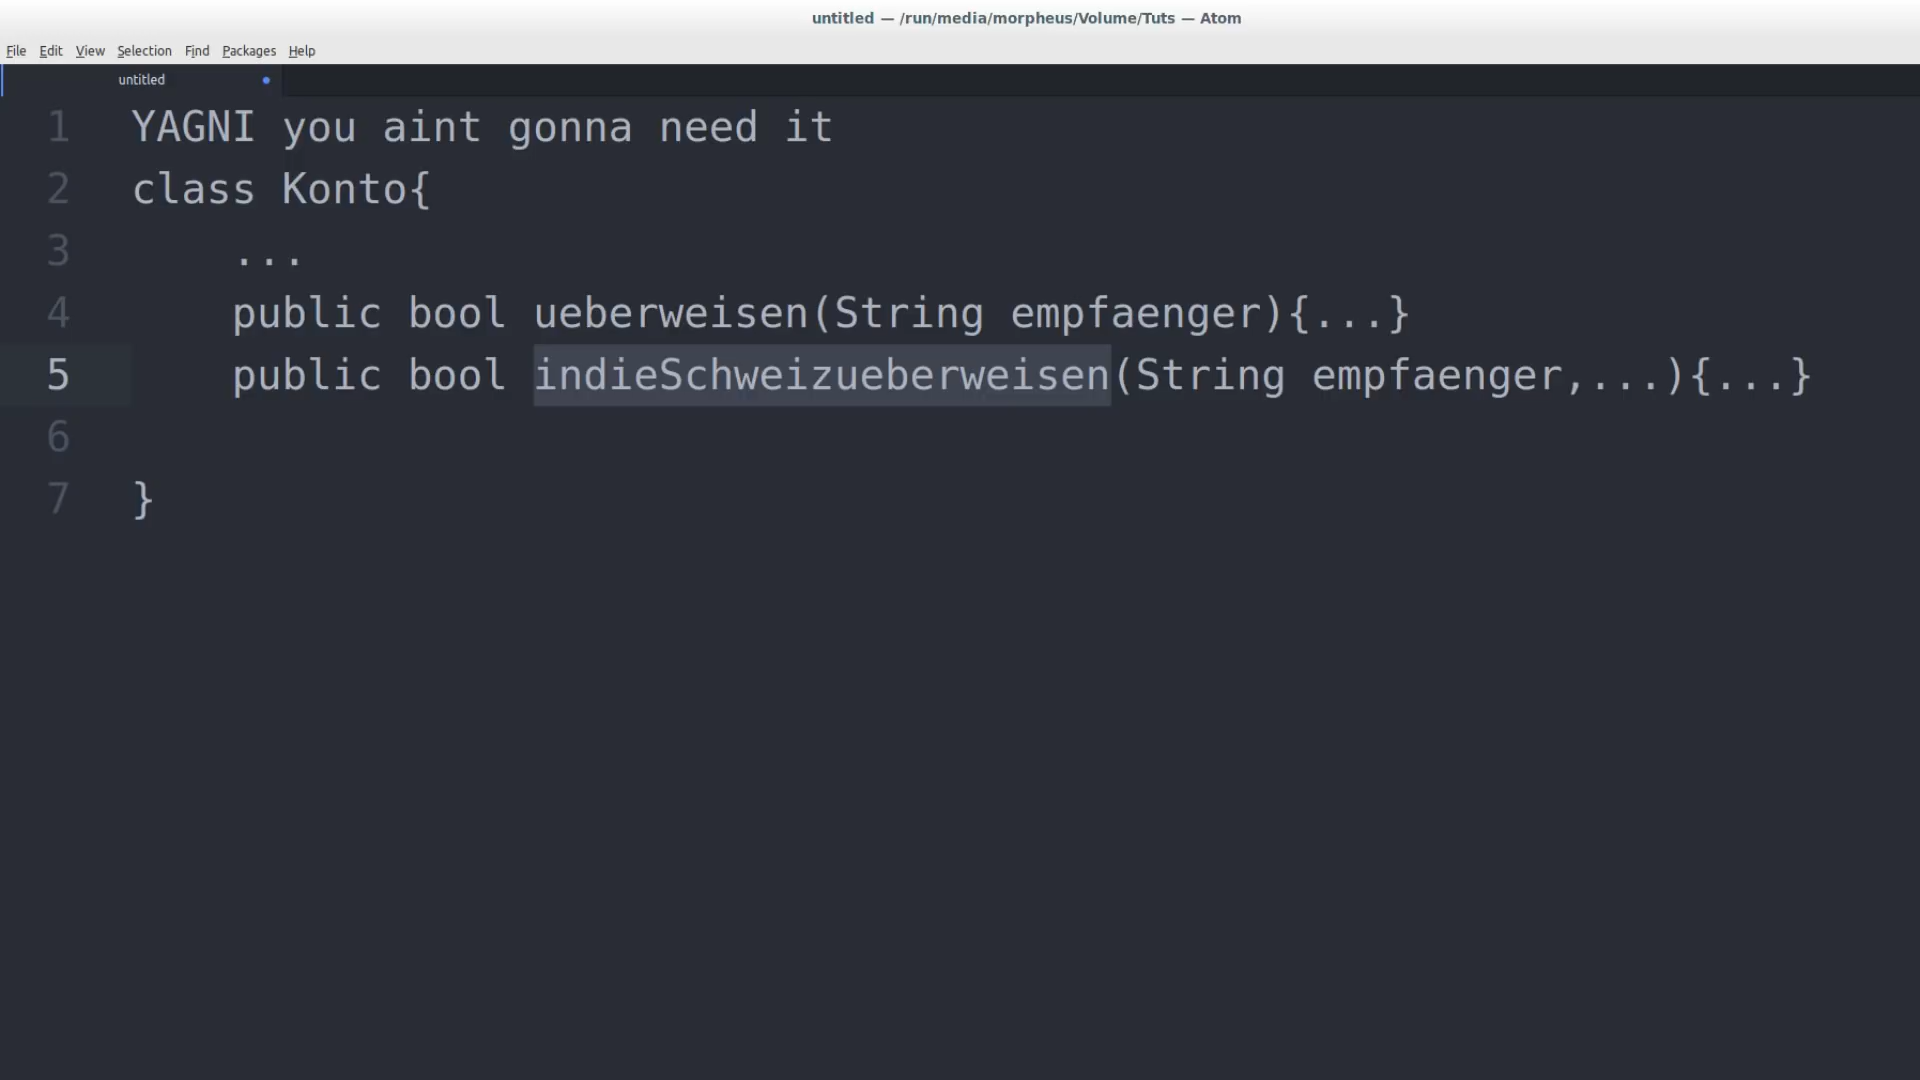 untitled — /run/media/morpheus/Volume/Tuts — Atom
File Edit View Selection Find Packages Help
untitled
1 YAGNI you aint gonna need it
2 class Konto{
3 ...
4 public bool ueberweisen(String empfaenger){...}
5 public bool indieSchweizueberweisen(String empfaenger,...){...}
6
7 }